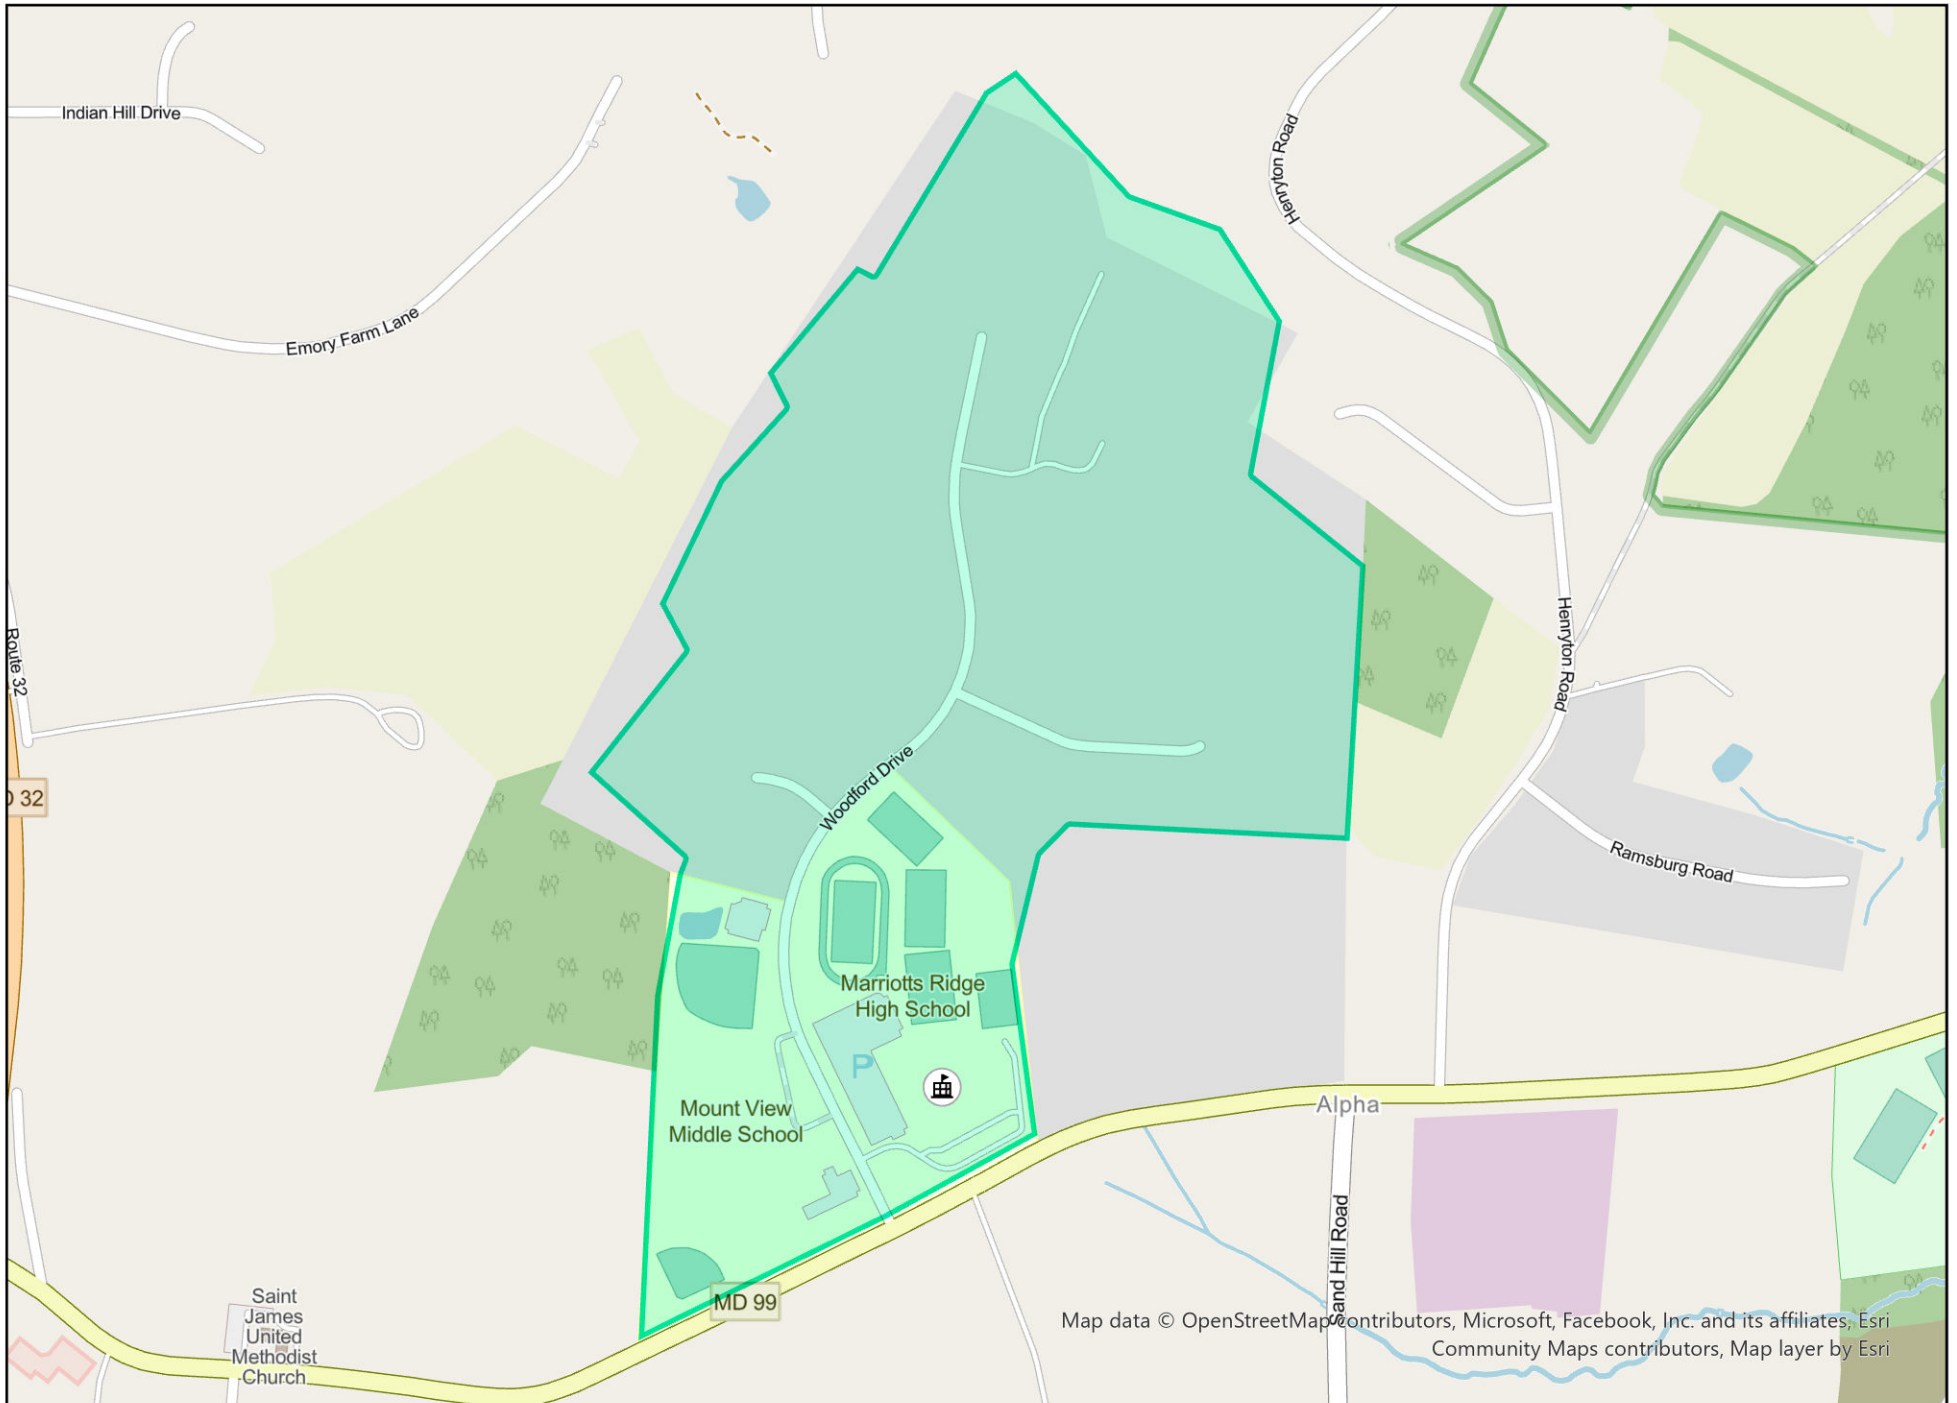 Indian Hill Drive
Henryton Road
Emory Farm Lane
Route 32
Henryton Road
Woodford Drive
32
Ramsburg Road
Marriotts Ridge
High School
P
Mount View
Middle School
Alpha
Sand Hill Road
MD 99
Saint
James
United
Methodist
Church
Map data © OpenStreetMap contributors, Microsoft, Facebook, Inc. and its affiliates, Esri
Community Maps contributors, Map layer by Esri